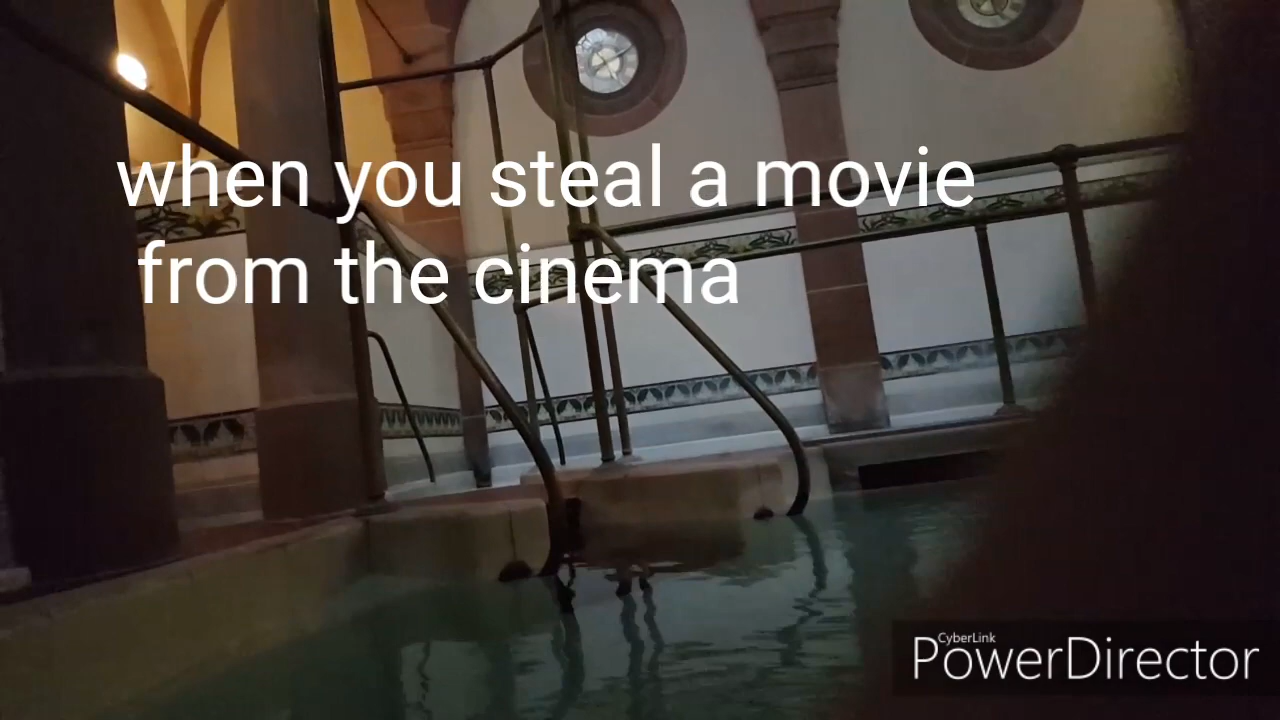 when you steal a movie
from the cinema
CyberLink
PowerDirector